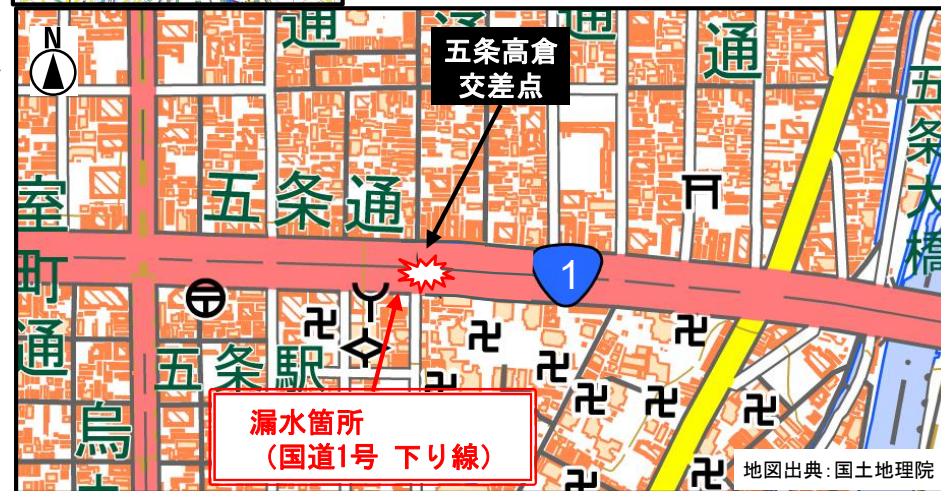 N
通
通
通
通
五条高倉
交差点
五条大橋
室町通
五条通
1
五条駅
烏
漏水箇所
(国道1号 下り線)
地図出典:国土地理院